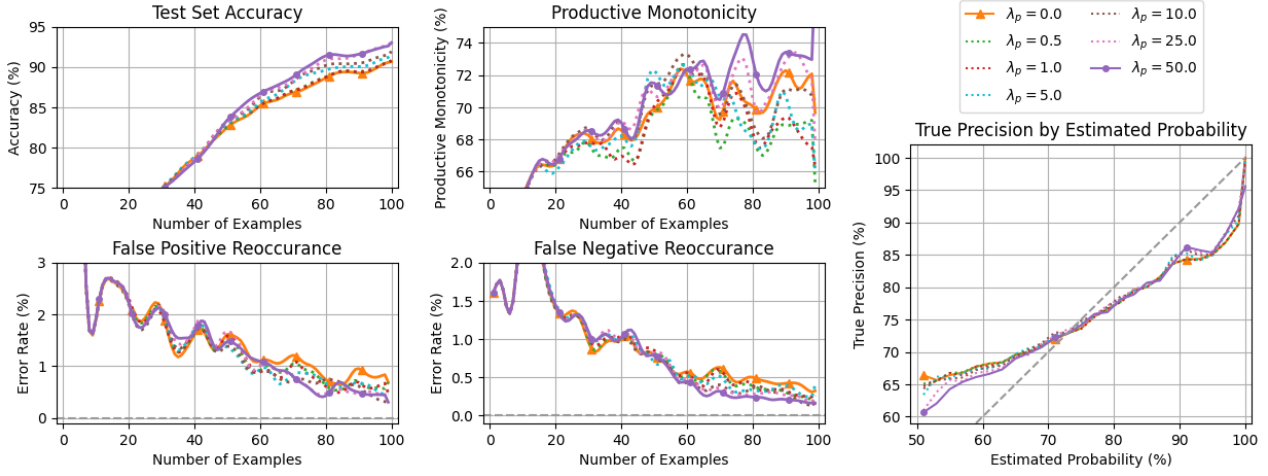 Test Set Accuracy
Accuracy (%)
95
90
85
80
75
0 20 40 60 80 100
Number of Examples
Productive Monotonicity
Productive Monotonicity (%)
74
72
70
68
66
0 20 40 60 80 100
Number of Examples
λp = 0.0
λp = 0.5
λp = 1.0
λp = 5.0
λp = 10.0
λp = 25.0
λp = 50.0
False Positive Reoccurance
Error Rate (%)
3
2
1
0
0 20 40 60 80 100
Number of Examples
False Negative Reoccurance
Error Rate (%)
2.0
1.5
1.0
0.5
0.0
0 20 40 60 80 100
Number of Examples
True Precision by Estimated Probability
True Precision (%)
100
95
90
85
80
75
70
65
60
50 60 70 80 90 100
Estimated Probability (%)